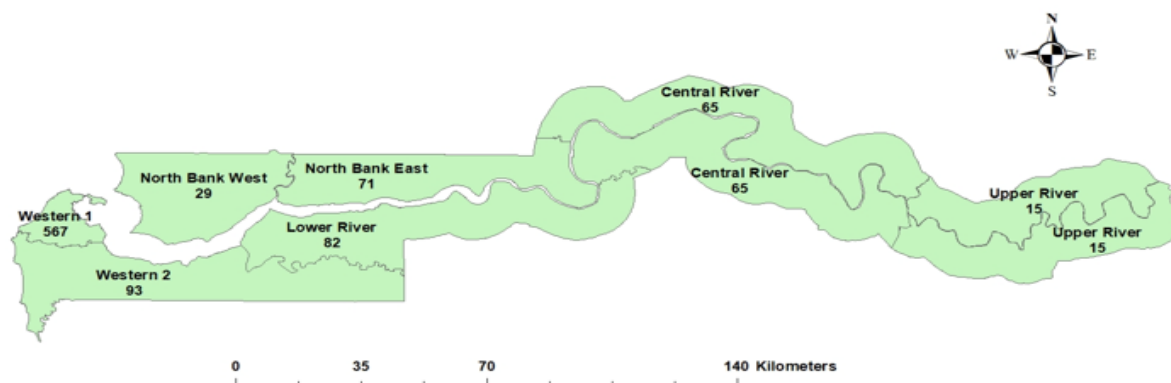 N
W E
S
Central River
65
North Bank West
29
North Bank East
71
Central River
65
Western 1
567
Lower River
82
Upper River
15
Upper River
15
Western 2
93
0 35 70 140 Kilometers